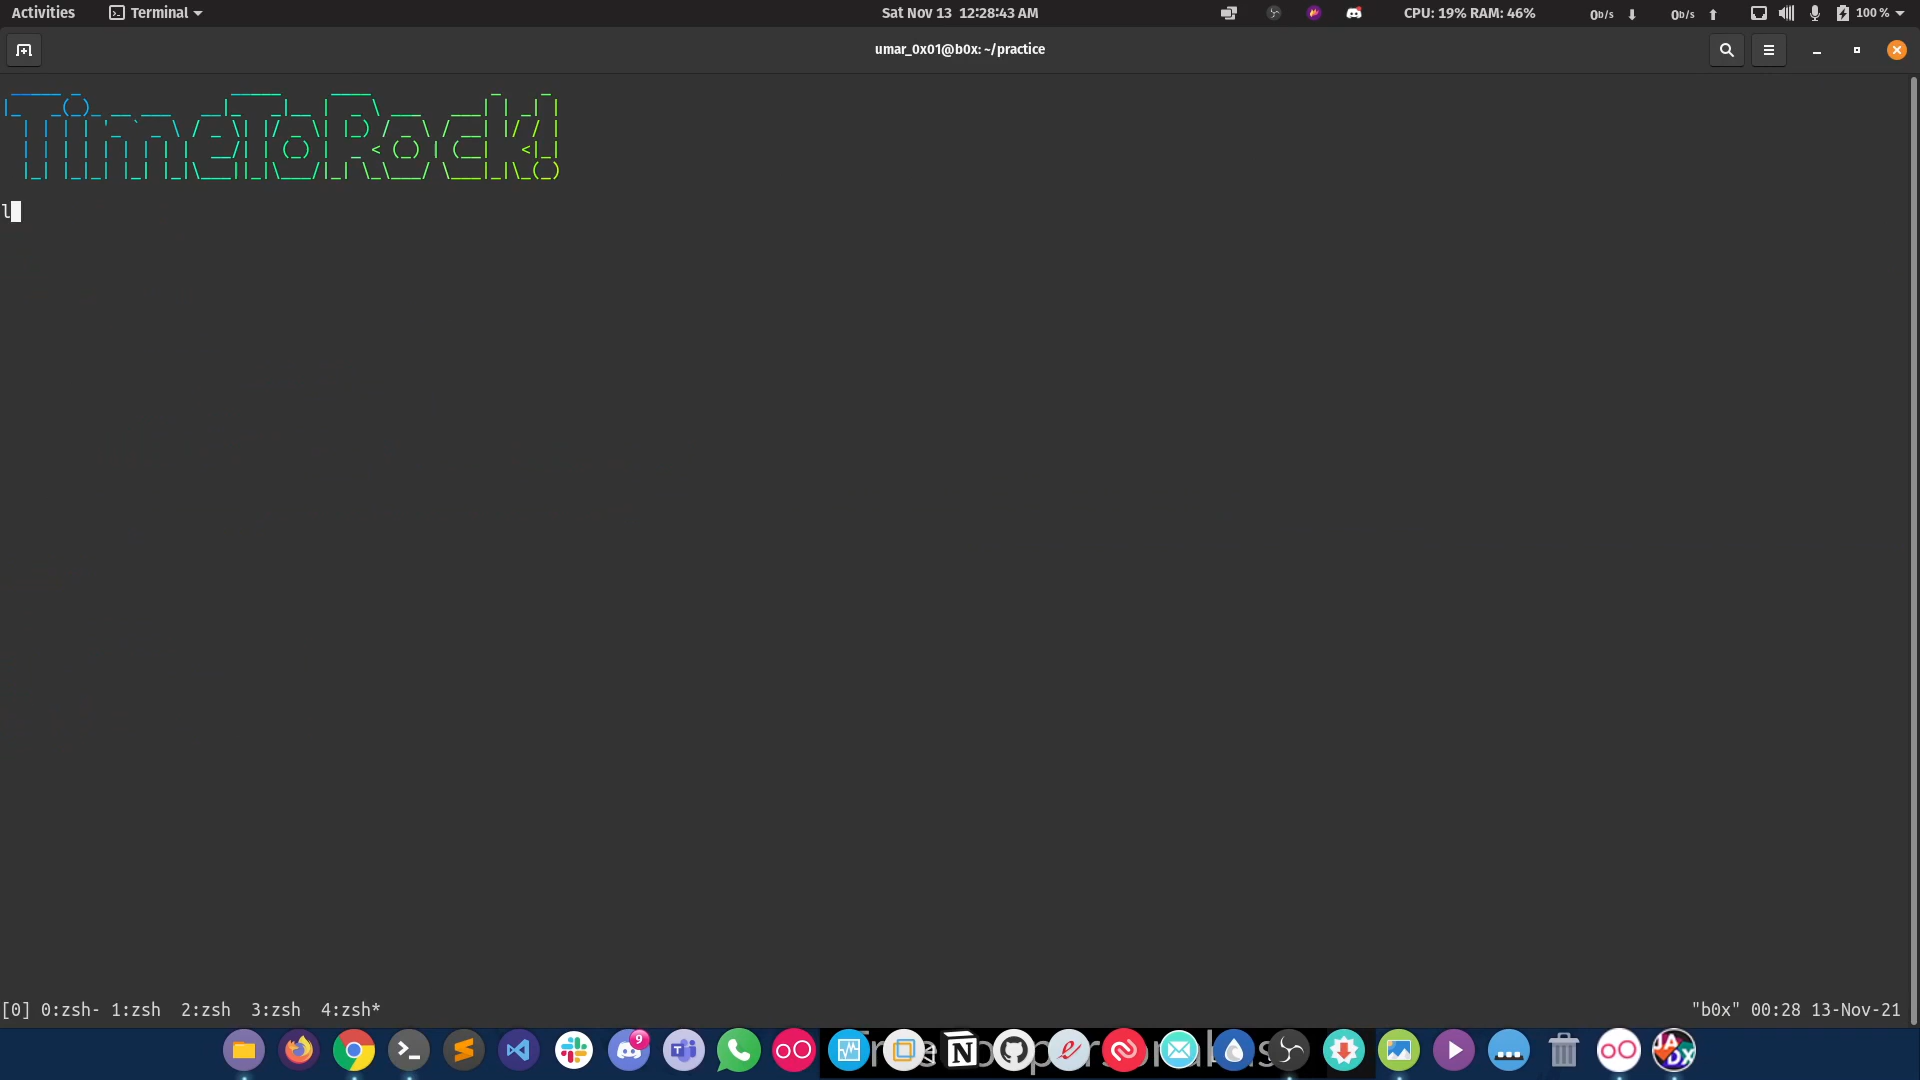 Activities Terminal Sat Nov 13 12:28:43 AM CPU: 19% RAM: 46% 0b/s 0b/s 100 %
umar_0x01@b0x: ~/practice
TimeToRock!
l
[0] 0:zsh- 1:zsh 2:zsh 3:zsh 4:zsh* "b0x" 00:28 13-Nov-21
9